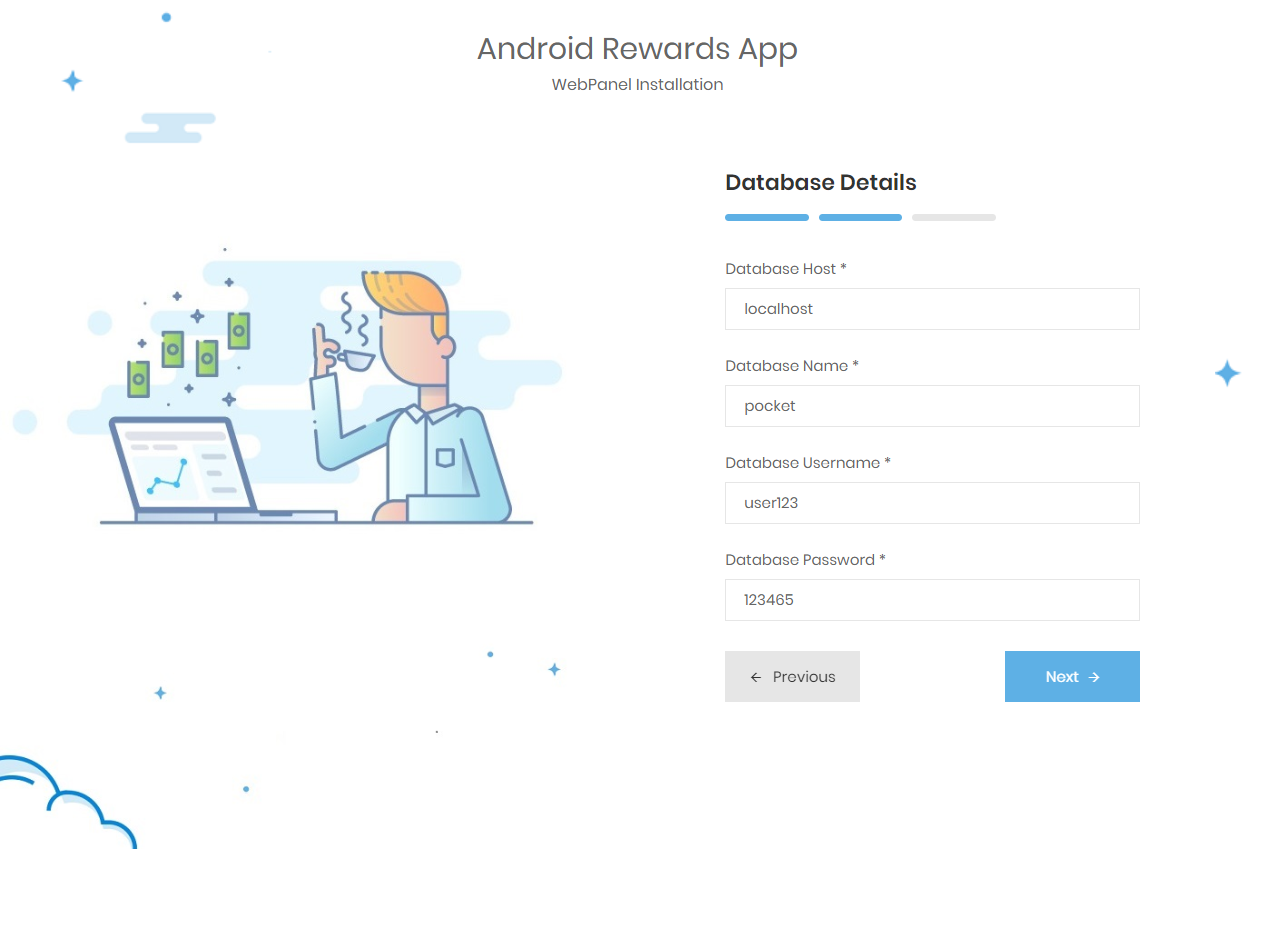 Android Rewards App
WebPanel Installation
Database Details
Database Host *
localhost
Database Name *
pocket
Database Username *
user123
Database Password *
123465
← Previous
Next →